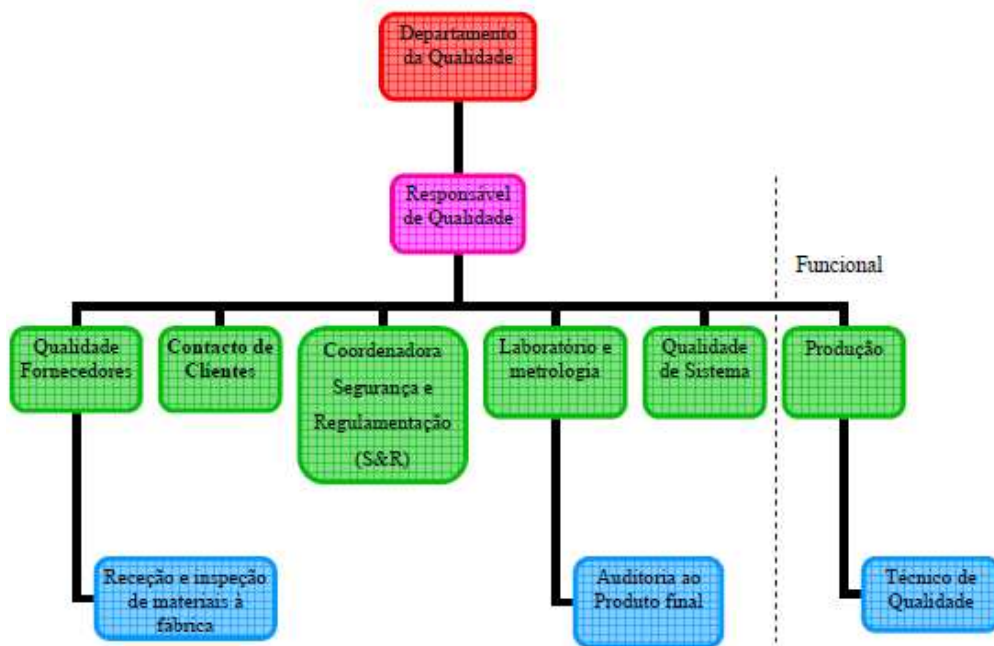 Departamento
da Qualidade
Responsável
de Qualidade
Funcional
Qualidade
Fornecedores
Contacto de
Clientes
Coordenadora
Segurança e
Regulamentação
(S&R)
Laboratório e
metrologia
Qualidade
de Sistema
Produção
Receção e inspeção
de materiais à
fábrica
Auditoria ao
Produto final
Técnico de
Qualidade